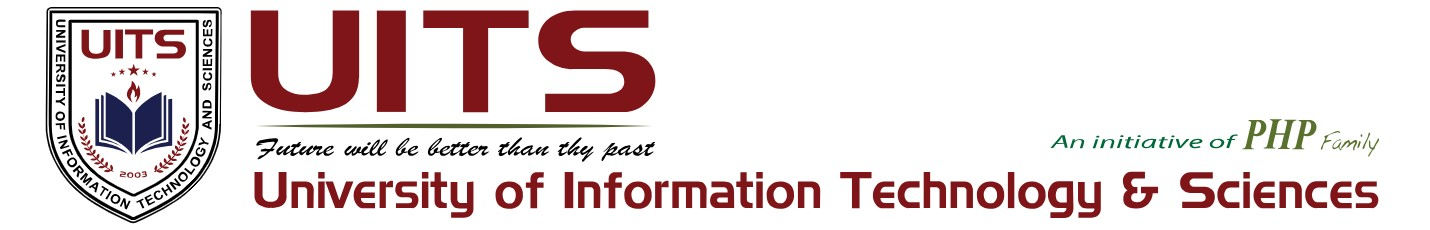 UITS
UNIVERSITY OF INFORMATION TECHNOLOGY AND SCIENCES
2003
UITS
Future will be better than thy past
An initiative of PHP Family
University of Information Technology & Sciences